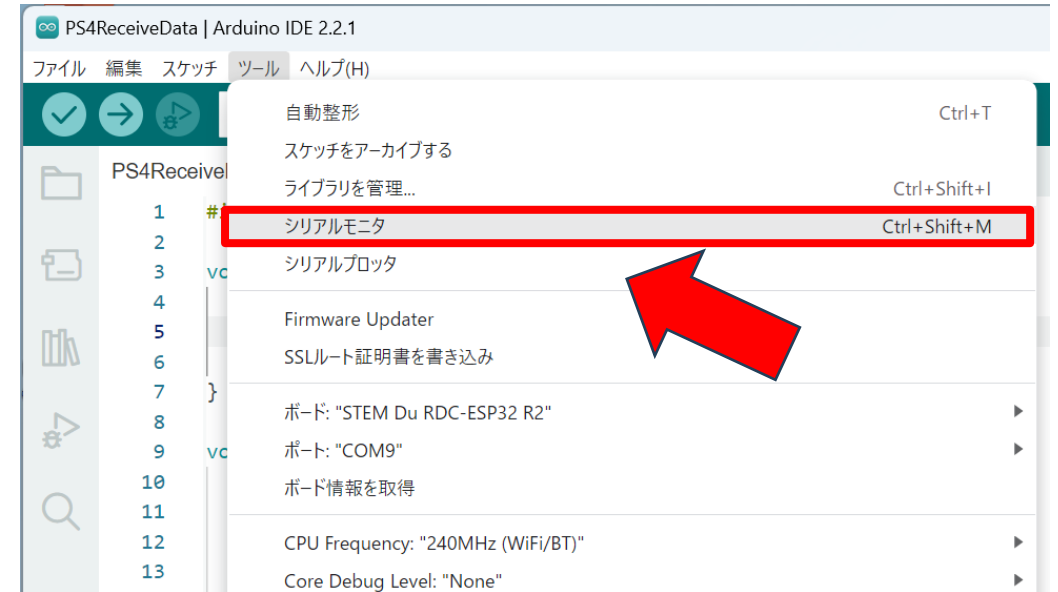 PS4ReceiveData | Arduino IDE 2.2.1
ファイル 編集 スケッチ ツール ヘルプ(H)
自動整形 Ctrl+T
スケッチをアーカイブする
PS4Receive
ライブラリを管理... Ctrl+Shift+I
1 #
シリアルモニタ Ctrl+Shift+M
2
シリアルプロッタ
3 vo
4
Firmware Updater
5
SSLルート証明書を書き込み
6
7 }
ボード: "STEM Du RDC-ESP32 R2"
8
ポート: "COM9"
9 vo
ボード情報を取得
10
11
CPU Frequency: "240MHz (WiFi/BT)"
12
Core Debug Level: "None"
13